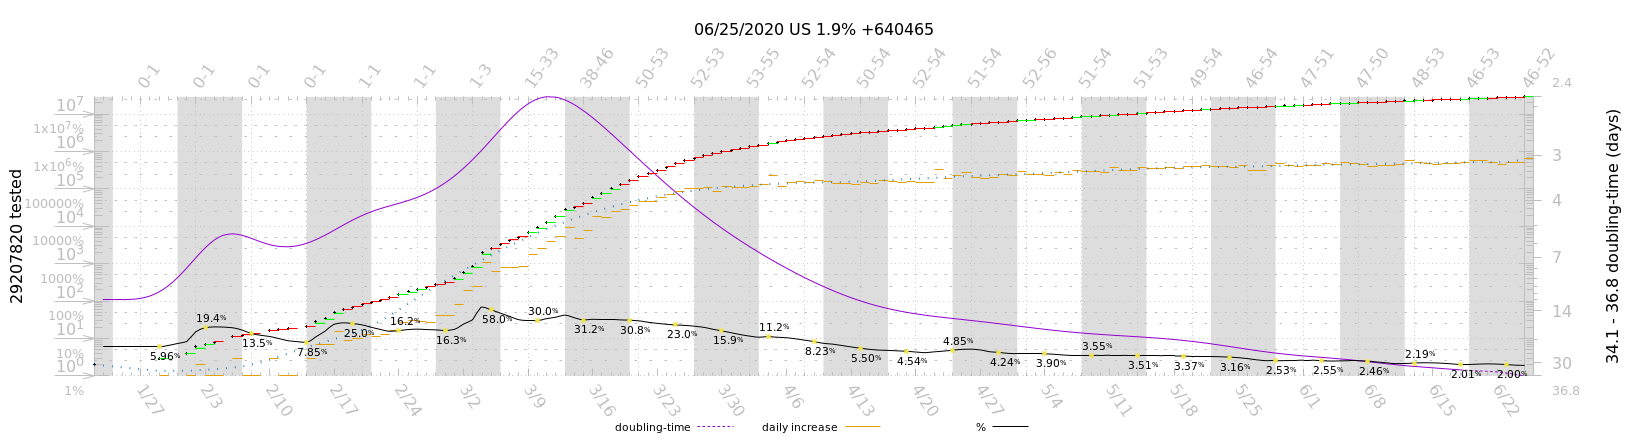 06/25/2020 US 1.9% +640465
0-1 0-1 0-1 0-1 1-1 1-1 1-3 15-33 38-46 50-53 52-53 53-55 52-54 50-54 52-54 51-54 52-56 51-54 51-53 49-54 46-54 47-51 47-50 48-53 46-53 46-52
29207820 tested
10⁷
1x10⁷%
10⁶
1x10⁶%
10⁵
100000%
10⁴
10000%
10³
1000%
10²
100%
10¹
10%
10⁰
1%
5.96% 19.4% 13.5% 7.85% 25.0% 16.2% 16.3% 58.0% 30.0% 31.2% 30.8% 23.0% 15.9% 11.2% 8.23% 5.50% 4.54% 4.85% 4.24% 3.90% 3.55% 3.51% 3.37% 3.16% 2.53% 2.55% 2.46% 2.19% 2.01% 2.00%
2.4
3
4
7
14
30
36.8
34.1 - 36.8 doubling-time (days)
1/27 2/3 2/10 2/17 2/24 3/2 3/9 3/16 3/23 3/30 4/6 4/13 4/20 4/27 5/4 5/11 5/18 5/25 6/1 6/8 6/15 6/22
doubling-time daily increase %